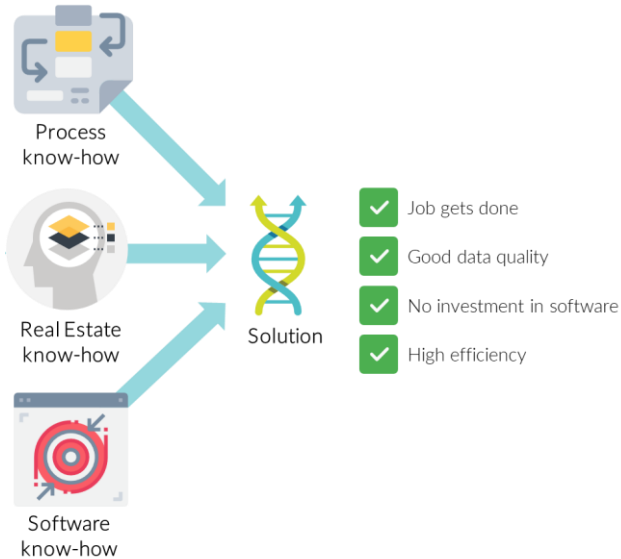 Process
know-how
Real Estate
know-how
Software
know-how
Solution
Job gets done
Good data quality
No investment in software
High efficiency